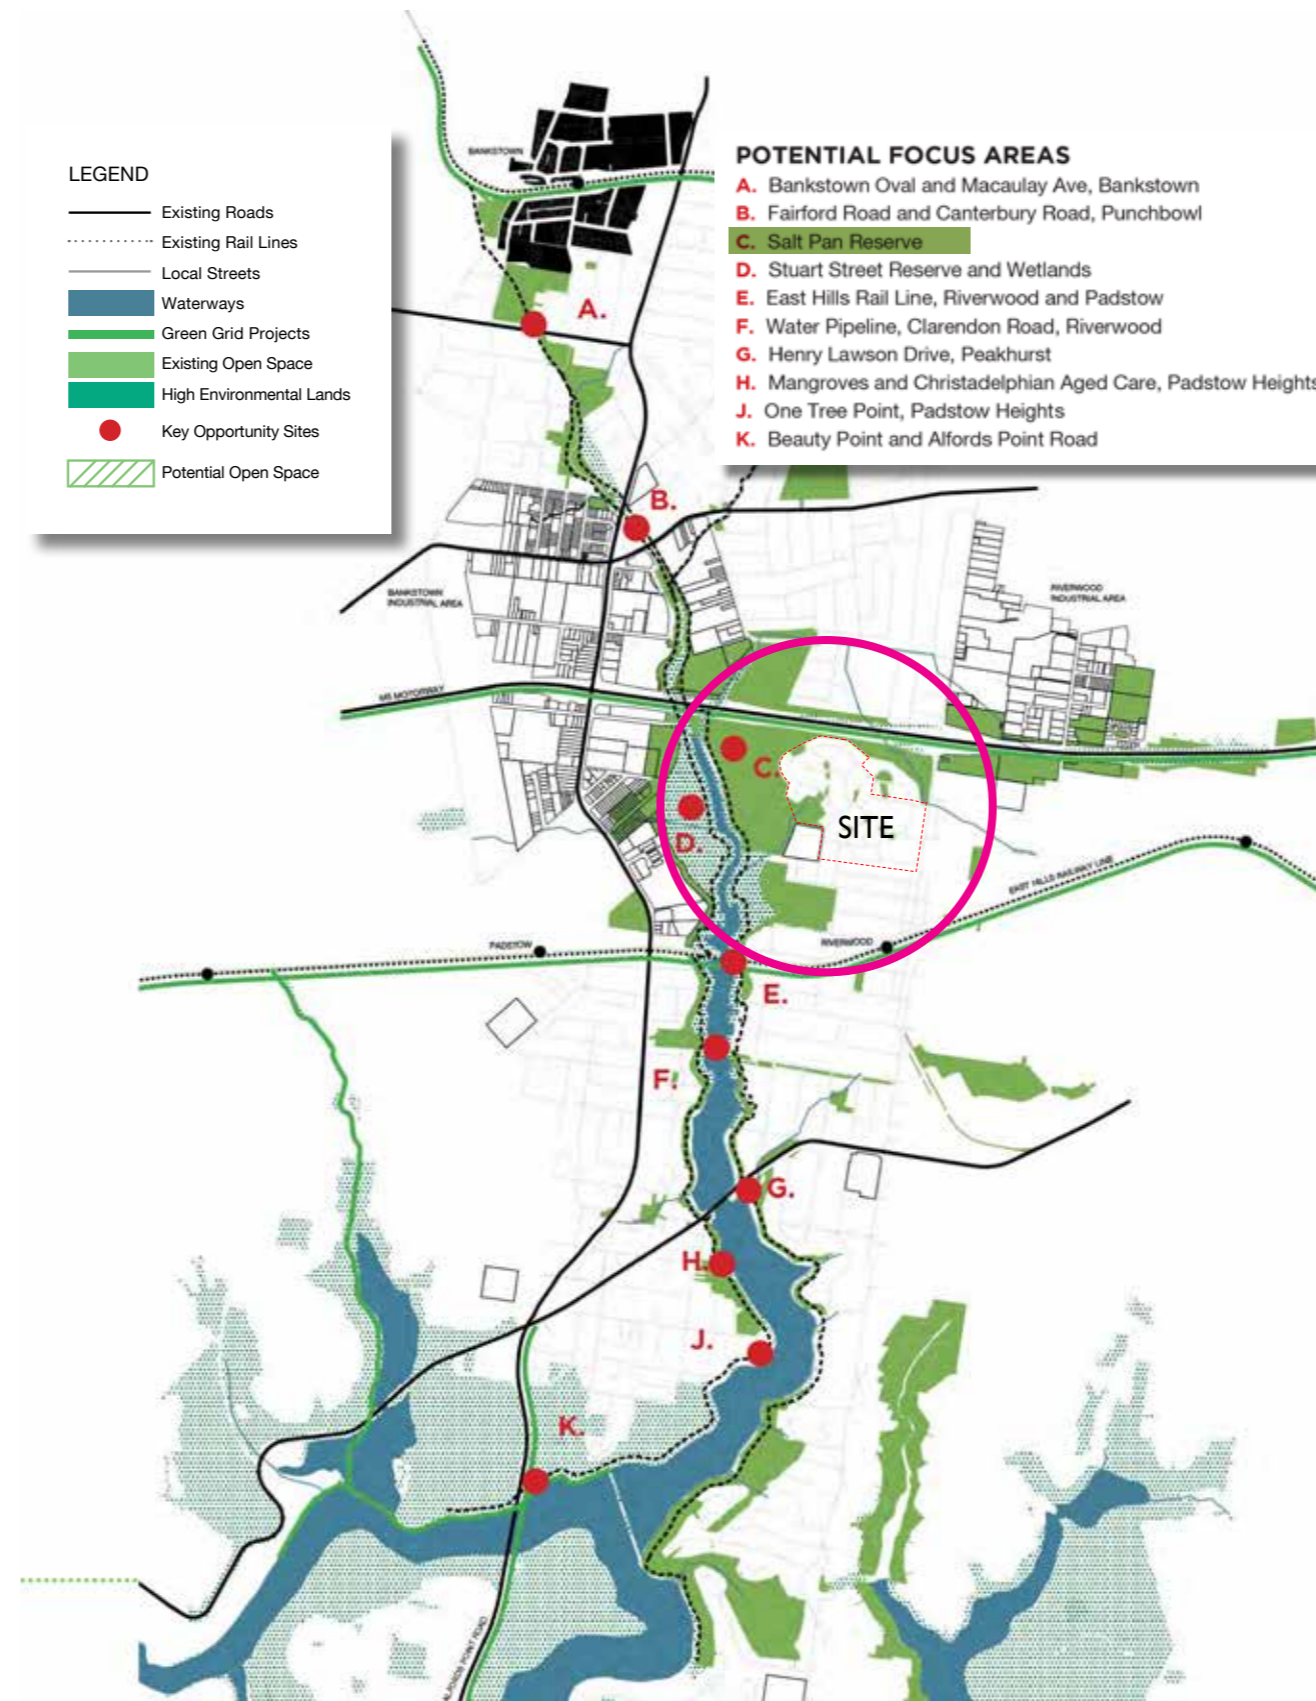 LEGEND
Existing Roads
Existing Rail Lines
Local Streets
Waterways
Green Grid Projects
Existing Open Space
High Environmental Lands
Key Opportunity Sites
Potential Open Space
POTENTIAL FOCUS AREAS
A. Bankstown Oval and Macaulay Ave, Bankstown
B. Fairford Road and Canterbury Road, Punchbowl
C. Salt Pan Reserve
D. Stuart Street Reserve and Wetlands
E. East Hills Rail Line, Riverwood and Padstow
F. Water Pipeline, Clarendon Road, Riverwood
G. Henry Lawson Drive, Peakhurst
H. Mangroves and Christadelphian Aged Care, Padstow Heights
J. One Tree Point, Padstow Heights
K. Beauty Point and Alfords Point Road
BANKSTOWN
A.
B.
BANKSTOWN
INDUSTRIAL AREA
RIVERWOOD
INDUSTRIAL AREA
M5 MOTORWAY
C.
SITE
D.
EAST HILLS RAILWAY LINE
PADSTOW
RIVERWOOD
E.
F.
G.
H.
J.
K.
ALFORDS POINT ROAD